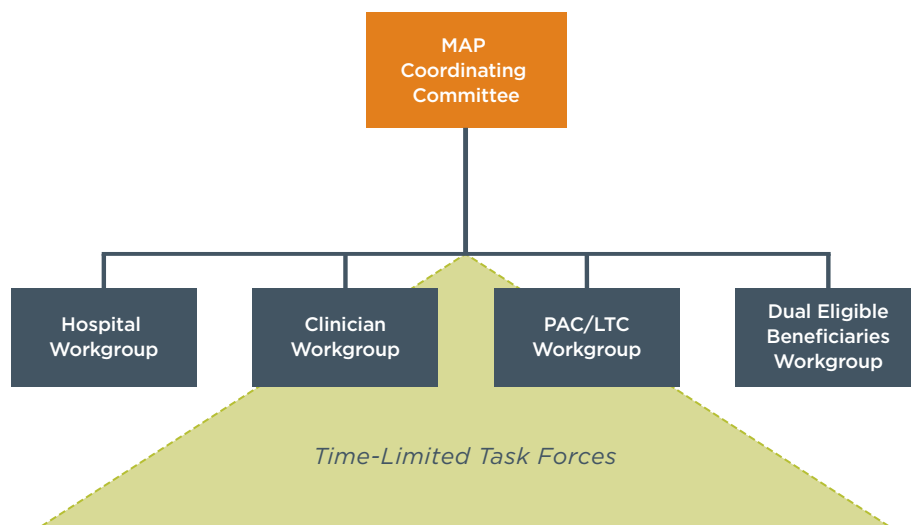 MAP
Coordinating
Committee
Hospital
Workgroup
Clinician
Workgroup
PAC/LTC
Workgroup
Dual Eligible
Beneficiaries
Workgroup
Time-Limited Task Forces